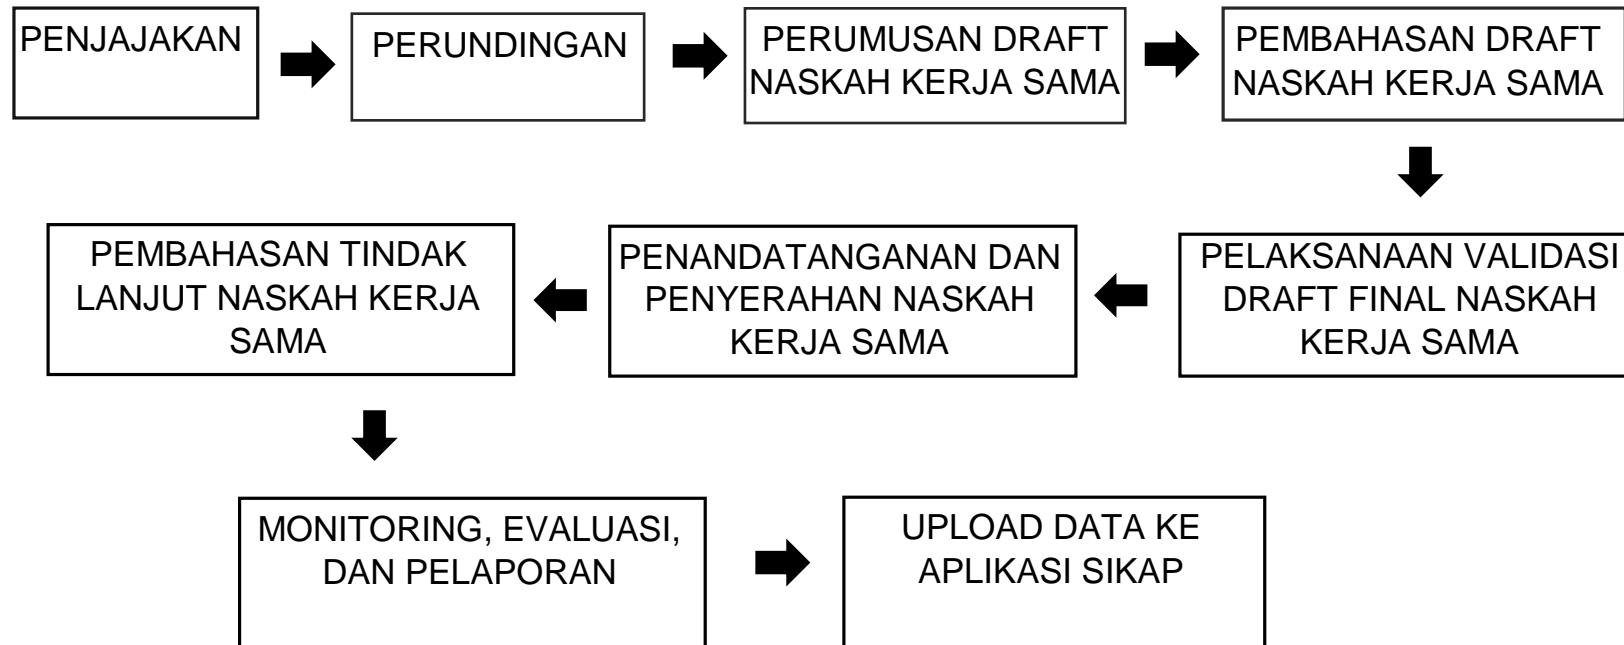 PENJAJAKAN
PERUNDINGAN
PERUMUSAN DRAFT
NASKAH KERJA SAMA
PEMBAHASAN DRAFT
NASKAH KERJA SAMA
PELAKSANAAN VALIDASI
DRAFT FINAL NASKAH
KERJA SAMA
PENANDATANGANAN DAN
PENYERAHAN NASKAH
KERJA SAMA
PEMBAHASAN TINDAK
LANJUT NASKAH KERJA
SAMA
MONITORING, EVALUASI,
DAN PELAPORAN
UPLOAD DATA KE
APLIKASI SIKAP